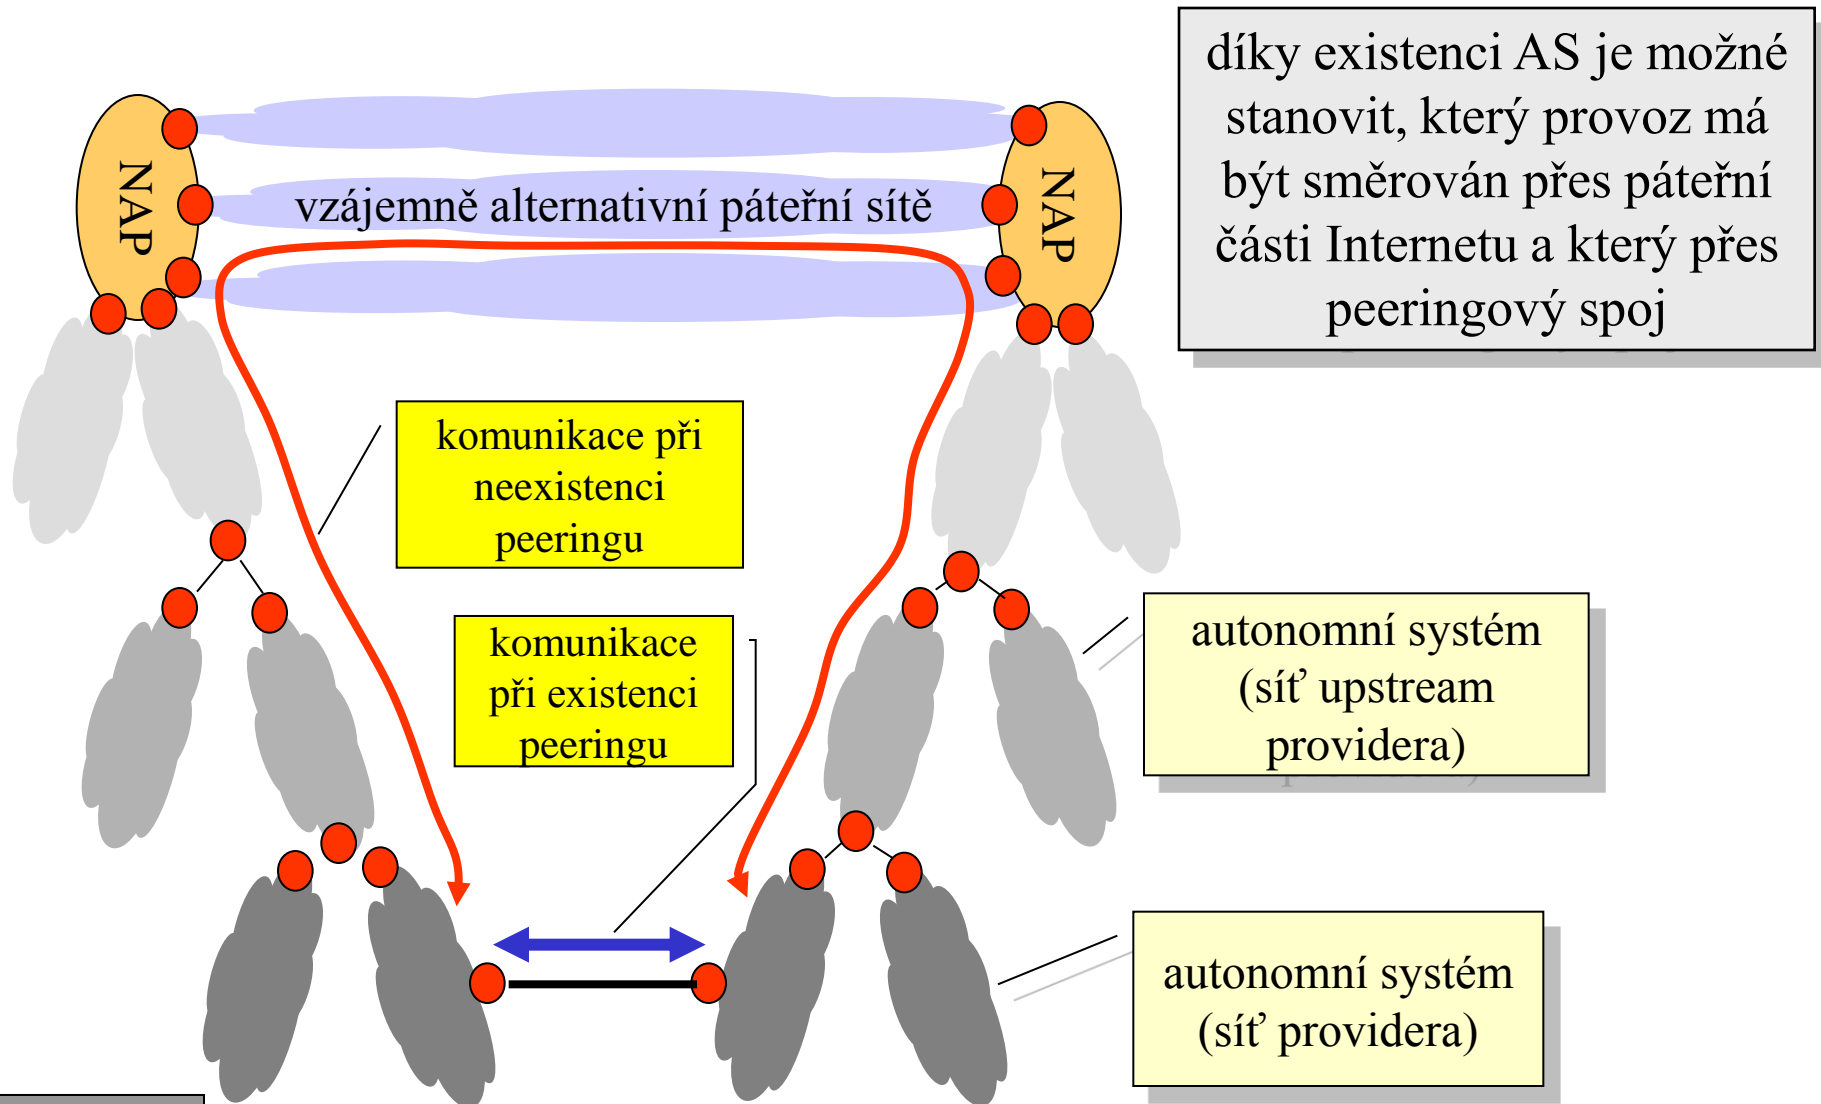 díky existenci AS je možné
stanovit, který provoz má
být směrován přes páteřní
části Internetu a který přes
peeringový spoj
NAP
vzájemně alternativní páteřní sítě
NAP
komunikace při
neexistenci
peeringu
komunikace
při existenci
peeringu
autonomní systém
(síť upstream
providera)
autonomní systém
(síť providera)